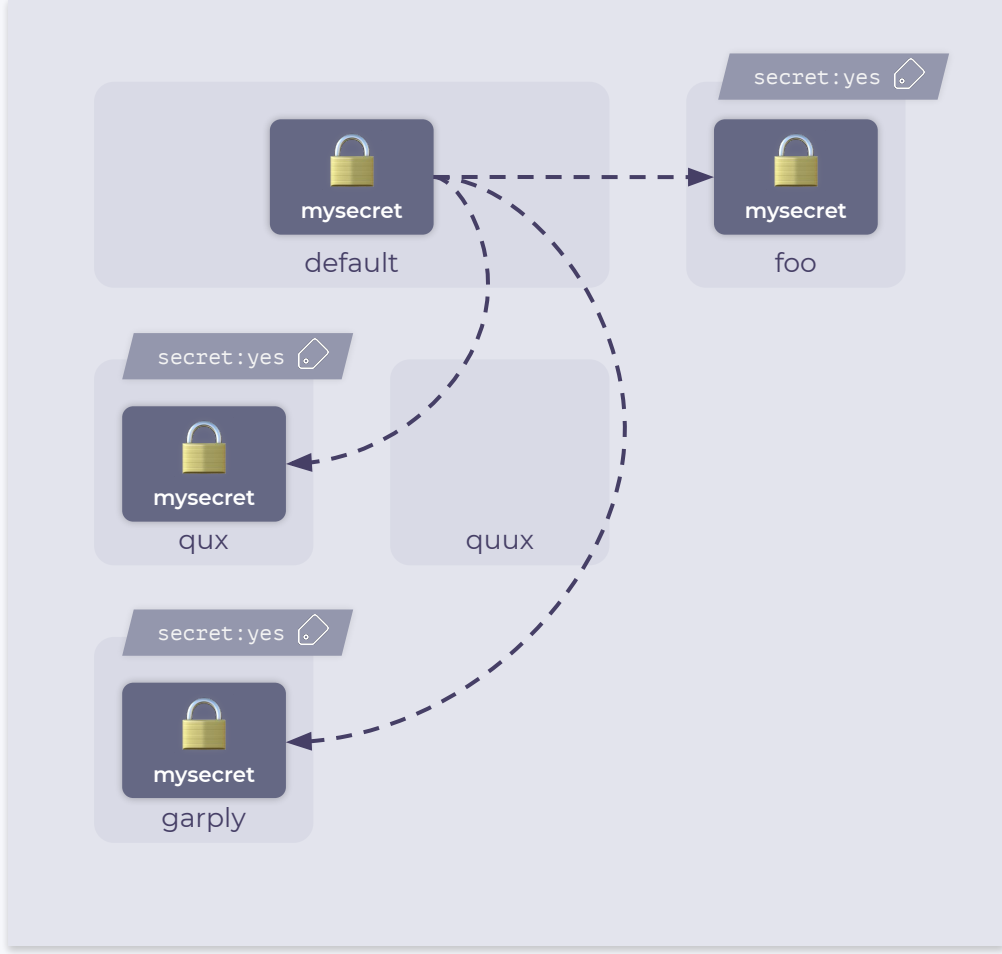 secret:yes
mysecret
mysecret
default
foo
secret:yes
mysecret
qux
quux
secret:yes
mysecret
garply